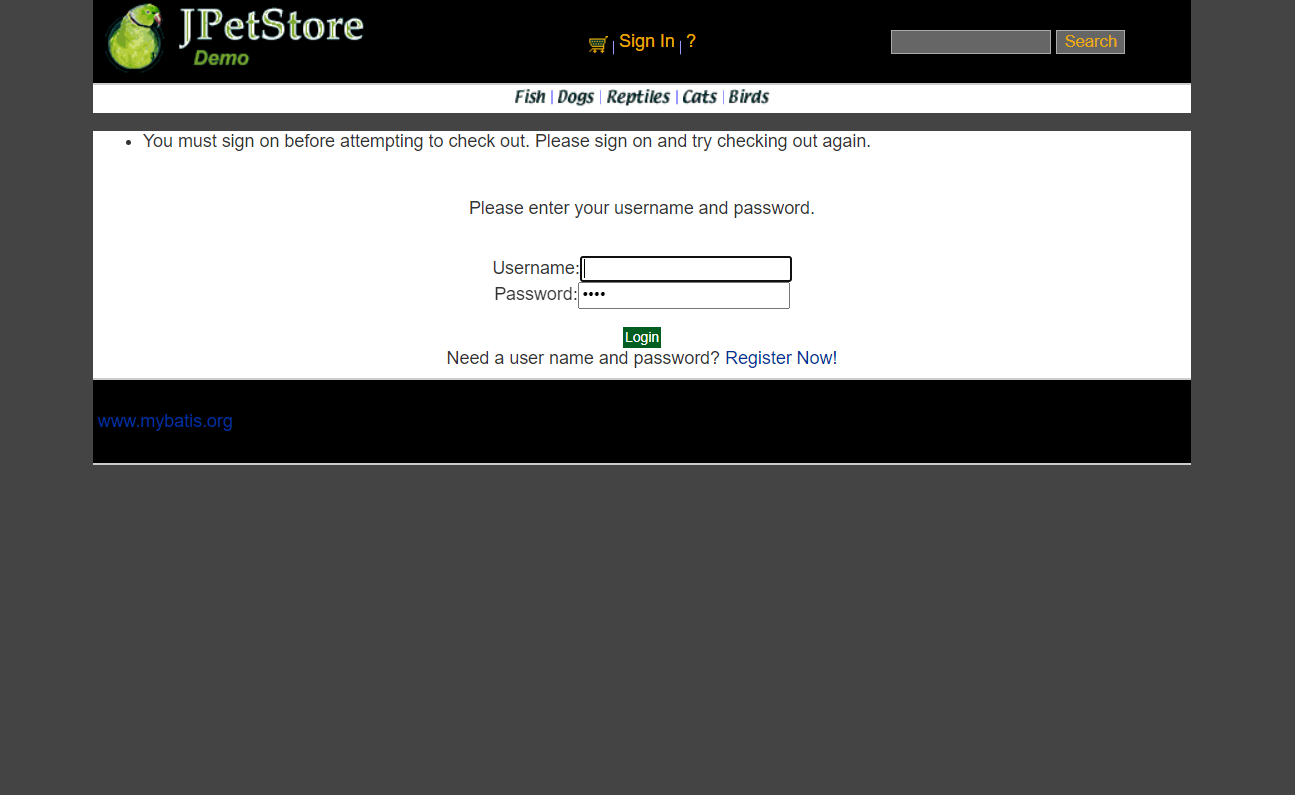 JPetStore
Demo
Sign In | ?
Search
Fish | Dogs | Reptiles | Cats | Birds
• You must sign on before attempting to check out. Please sign on and try checking out again.
Please enter your username and password.
Username:
Password: ••••
Login
Need a user name and password? Register Now!
www.mybatis.org